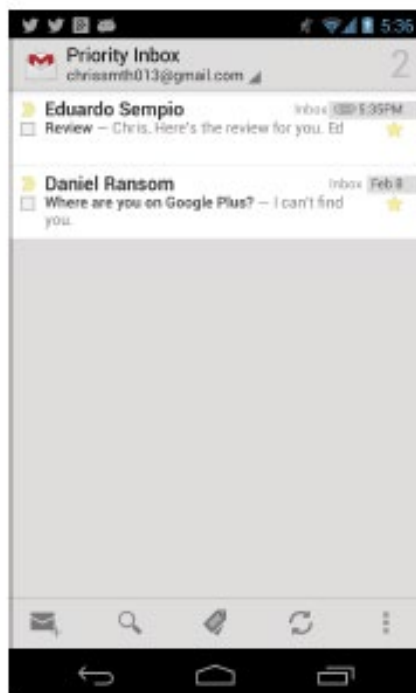 5:36
Priority Inbox
chrissmth013@gmail.com
2
Eduardo Sempio
Inbox 5:35PM
Review – Chris. Here's the review for you. Ed
Daniel Ransom
Inbox Feb 8
Where are you on Google Plus? – I can't find
you.